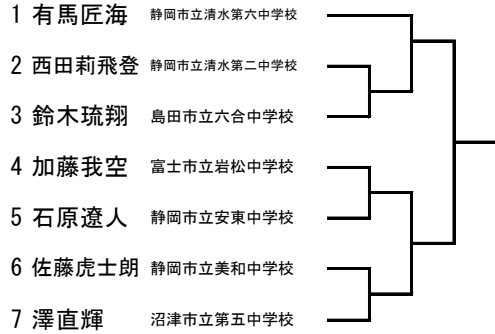 1 有馬匠海 静岡市立清水第六中学校
2 西田莉飛登 静岡市立清水第二中学校
3 鈴木琉翔 島田市立六合中学校
4 加藤我空 富士市立岩松中学校
5 石原遼人 静岡市立安東中学校
6 佐藤虎士朗 静岡市立美和中学校
7 澤直輝 沼津市立第五中学校